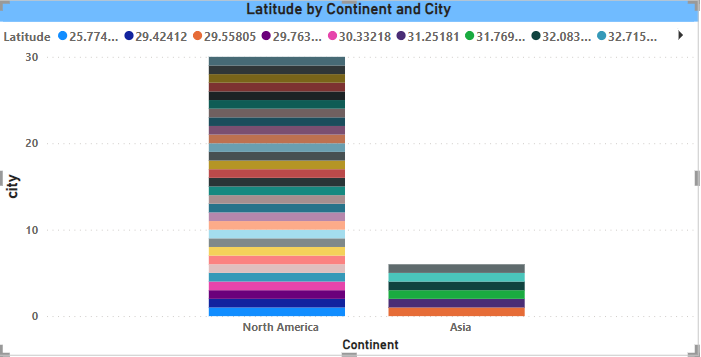 Latitude by Continent and City
Latitude 25.774... 29.42412 29.55805 29.763... 30.33218 31.25181 31.769... 32.083... 32.715...
30
20
10
0
city
North America Asia
Continent